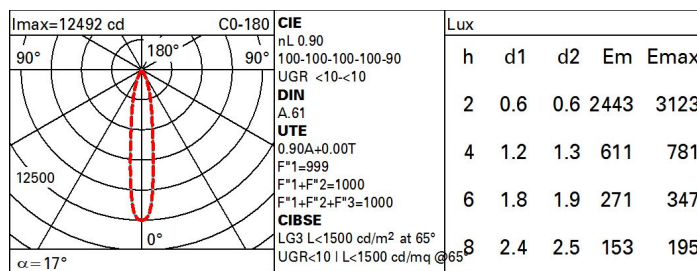 Imax=12492 cd C0-180
90° 180° 90°
12500
0°
α=17°
CIE
nL 0.90
100-100-100-100-90
UGR <10-<10
DIN
A.61
UTE
0.90A+0.00T
F"1=999
F"1+F"2=1000
F"1+F"2+F"3=1000
CIBSE
LG3 L<1500 cd/m² at 65°
UGR<10 | L<1500 cd/mq @65°
Lux
h d1 d2 Em Emax
2 0.6 0.6 2443 3123
4 1.2 1.3 611 781
6 1.8 1.9 271 347
8 2.4 2.5 153 195